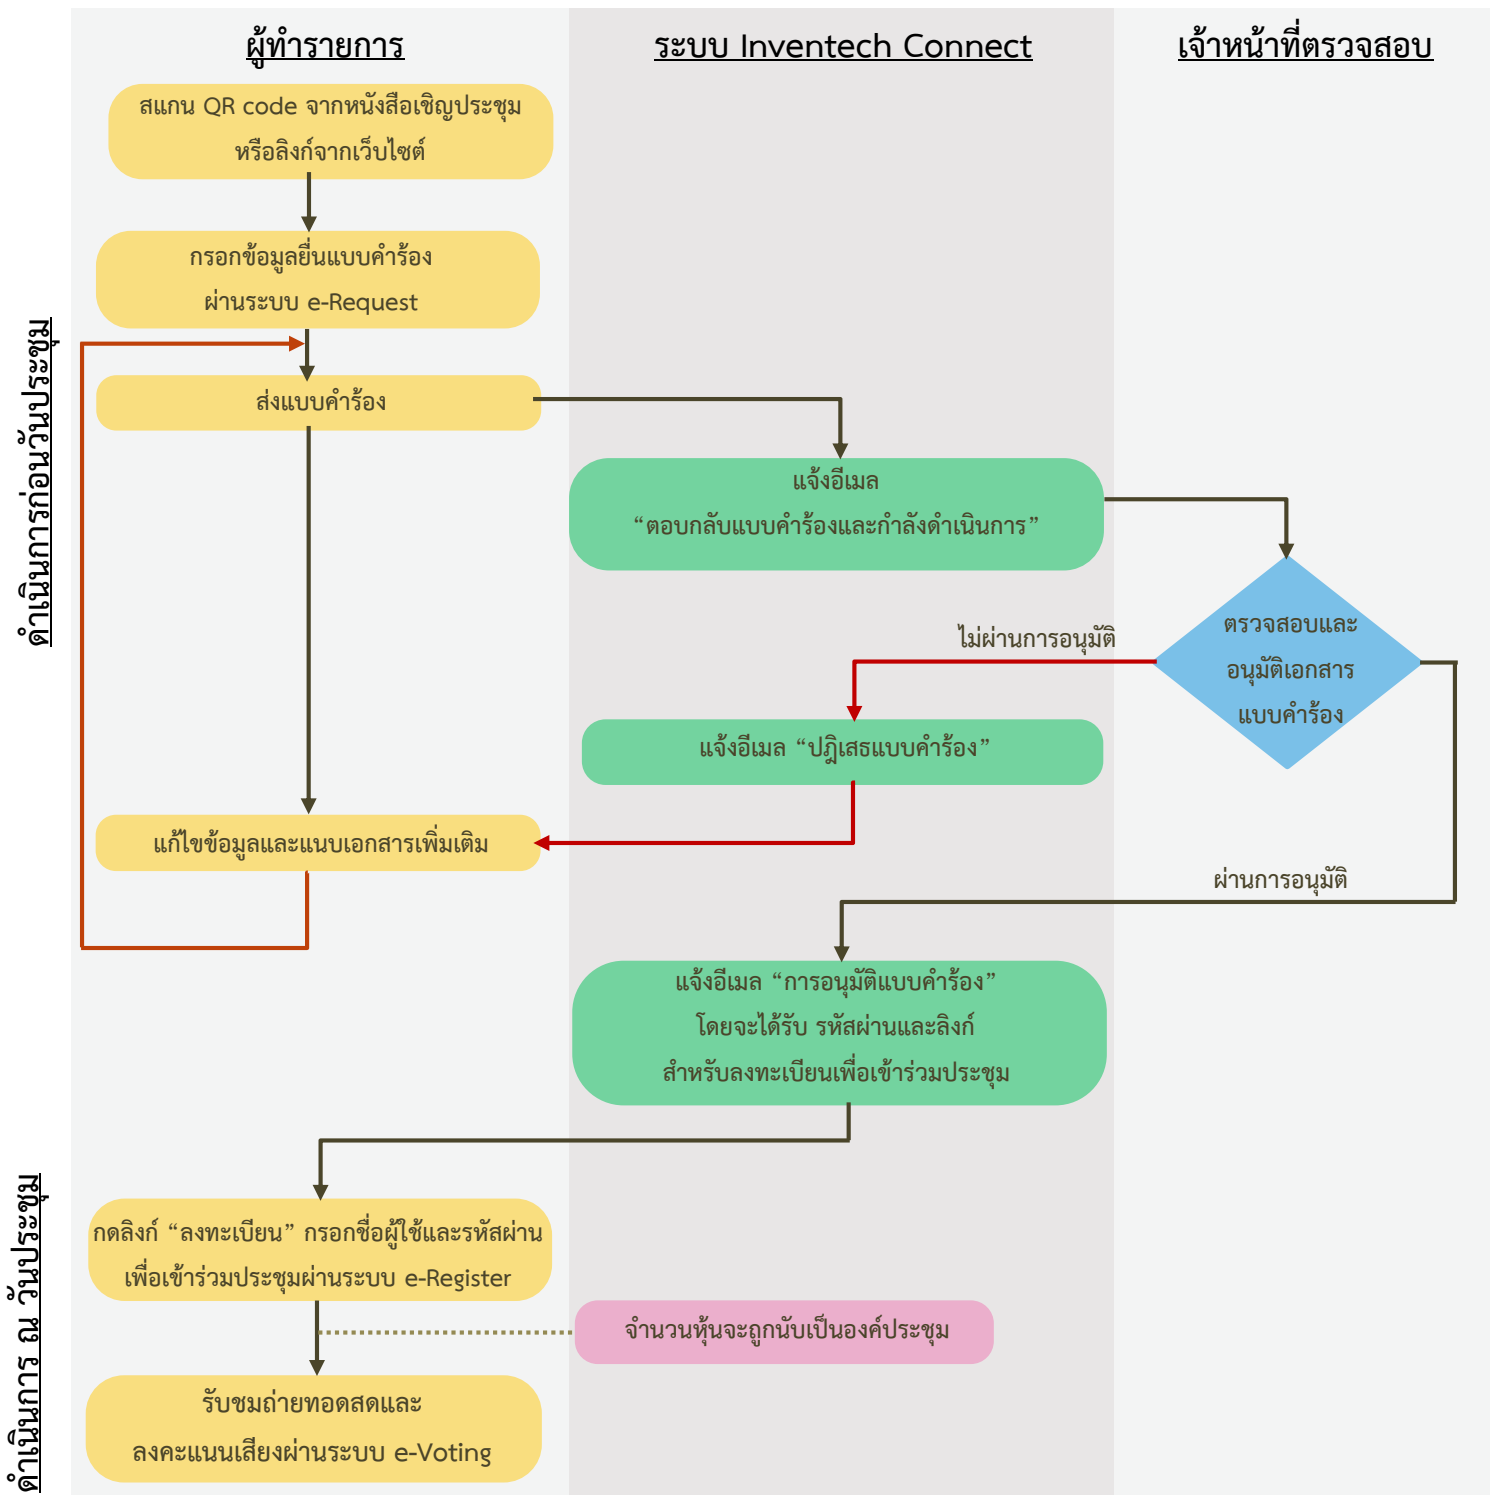 ผู้ทำรายการ
ระบบ Inventech Connect
เจ้าหน้าที่ตรวจสอบ
ดำเนินการก่อนวันประชุม
สแกน QR code จากหนังสือเชิญประชุม
หรือลิงก์จากเว็บไซต์
กรอกข้อมูลยื่นแบบคำร้อง
ผ่านระบบ e-Request
ส่งแบบคำร้อง
แจ้งอีเมล
“ตอบกลับแบบคำร้องและกำลังดำเนินการ”
ตรวจสอบและ
อนุมัติเอกสาร
แบบคำร้อง
ไม่ผ่านการอนุมัติ
แจ้งอีเมล “ปฎิเสธแบบคำร้อง”
แก้ไขข้อมูลและแนบเอกสารเพิ่มเติม
ผ่านการอนุมัติ
แจ้งอีเมล “การอนุมัติแบบคำร้อง”
โดยจะได้รับ รหัสผ่านและลิงก์
สำหรับลงทะเบียนเพื่อเข้าร่วมประชุม
ดำเนินการ ณ วันประชุม
กดลิงก์ “ลงทะเบียน” กรอกชื่อผู้ใช้และรหัสผ่าน
เพื่อเข้าร่วมประชุมผ่านระบบ e-Register
จำนวนหุ้นจะถูกนับเป็นองค์ประชุม
รับชมถ่ายทอดสดและ
ลงคะแนนเสียงผ่านระบบ e-Voting